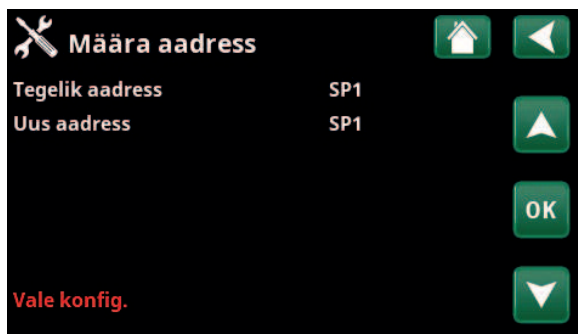 Määra aadress
Tegelik aadress SP1
Uus aadress SP1
OK
Vale konfig.